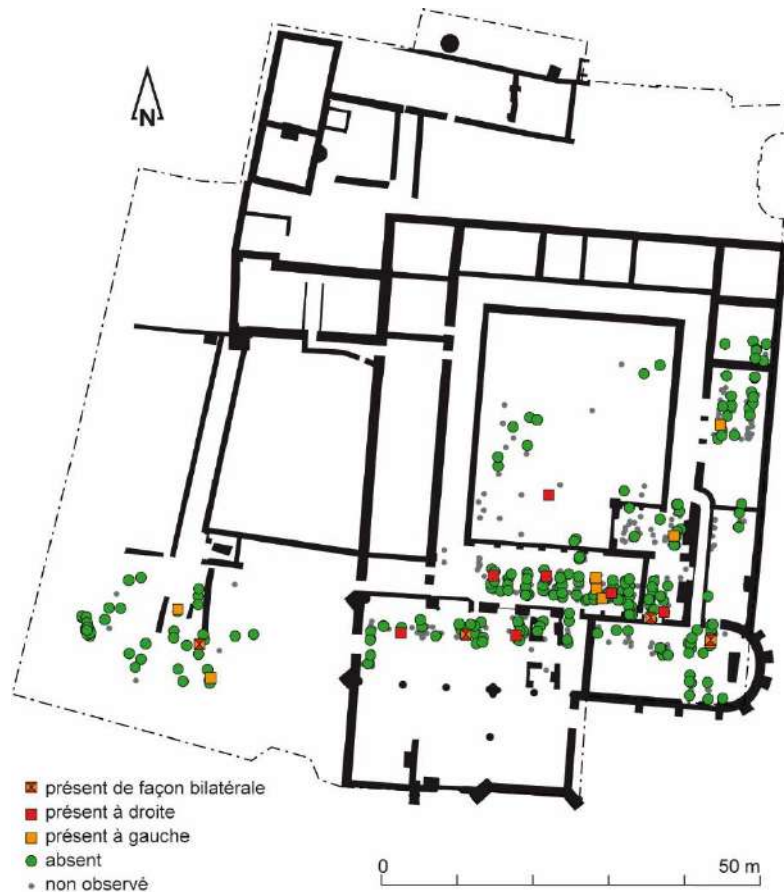 N
présent de façon bilatérale
présent à droite
présent à gauche
absent
non observé
0 50 m